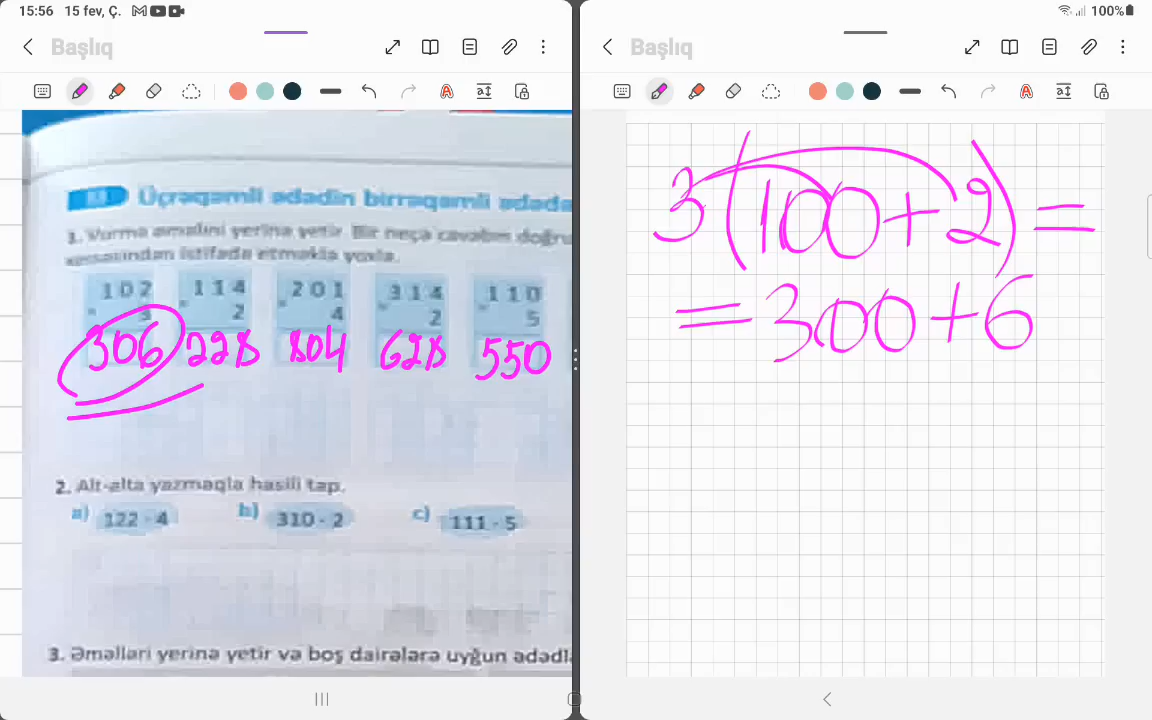 15:56 15 fev, Ç.
100%
Başlıq
Başlıq
Üçrəqəmli ədədin birrəqəmli ədədə
1. Vurma əməlini yerinə yetir. Bir neçə cavabın doğru
istifadə etməklə yoxla.
102 114 201 314 110
3 2 4 2 5
306 228 804 628 550
2. Alt-alta yazmaqla hasili tap.
a) 122 · 4 b) 310 · 2 c) 111 · 5
3. Əməlləri yerinə yetir və boş dairələrə uyğun ədədlə
3(100+2)=
=300+6